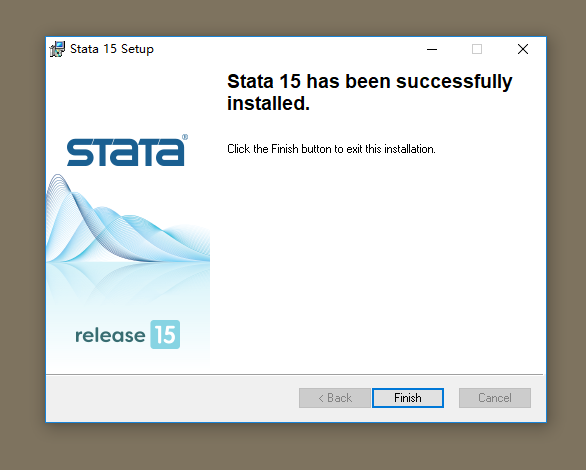 Stata 15 Setup
Stata 15 has been successfully
installed.
Click the Finish button to exit this installation.
stata®
release 15
< Back
Finish
Cancel